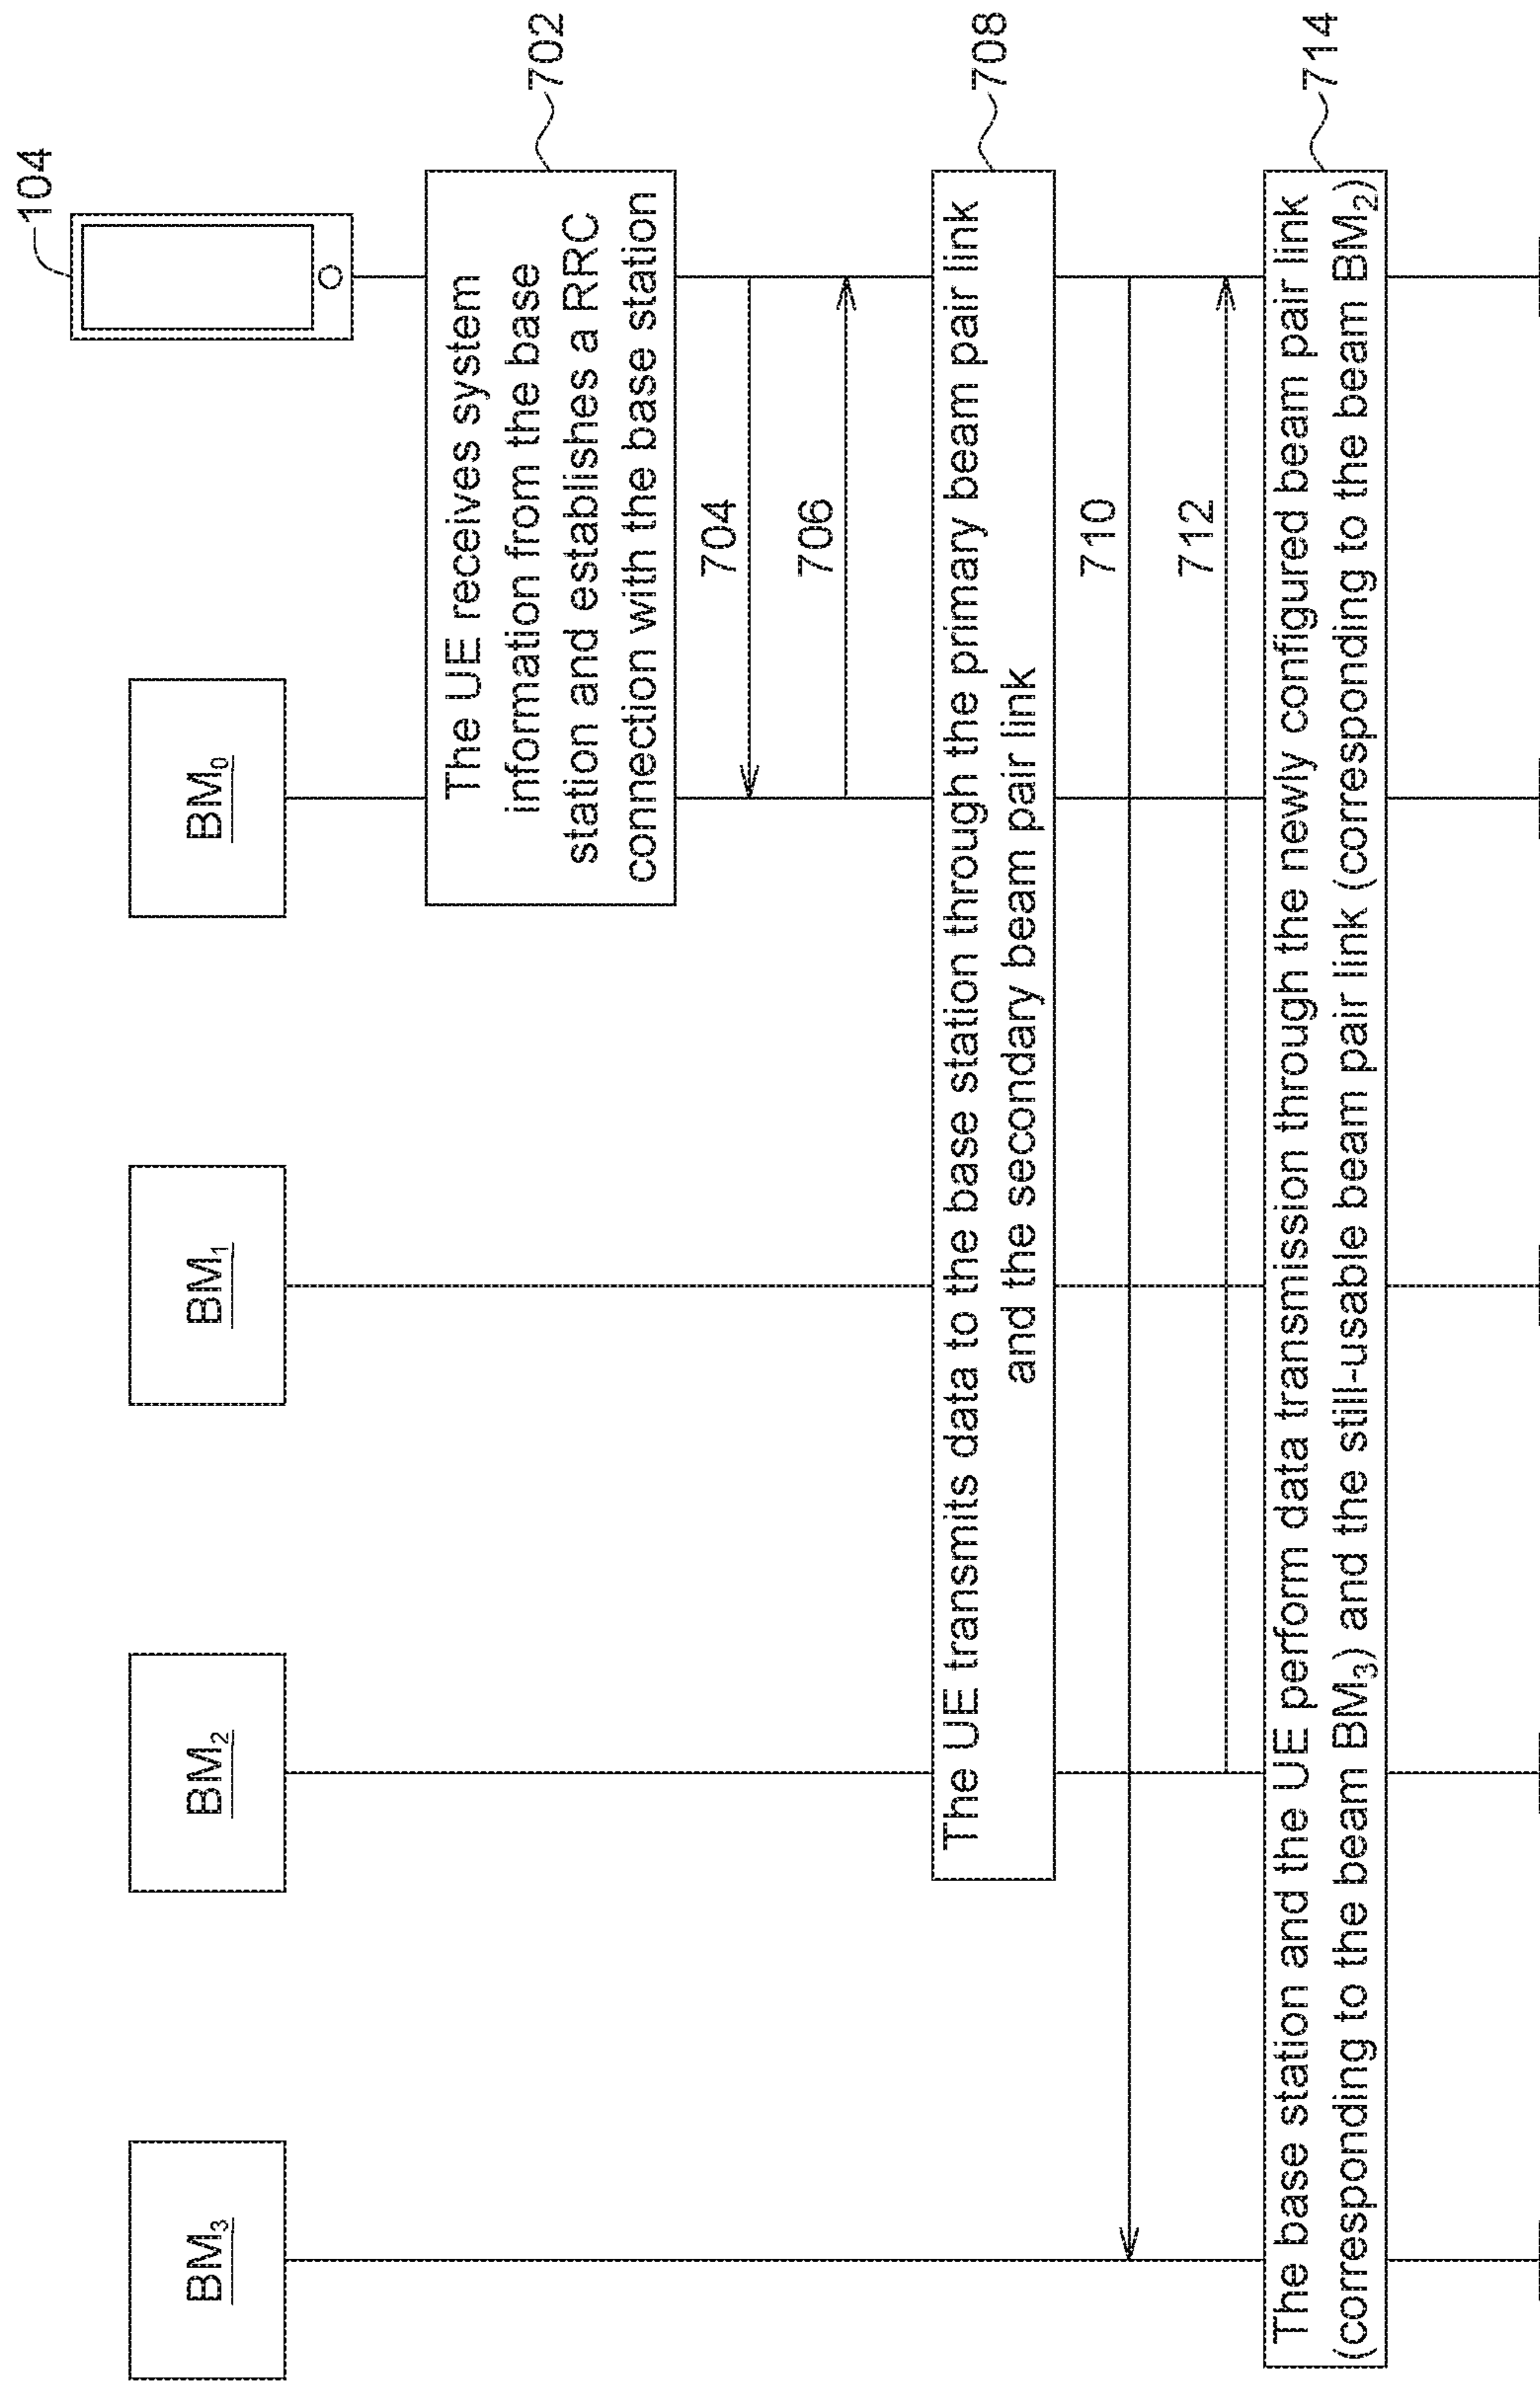 BM3
BM2
BM1
BM0
104
The UE receives system
information from the base
station and establishes a RRC
connection with the base station
702
704
706
The UE transmits data to the base station through the primary beam pair link
and the secondary beam pair link
708
710
712
The base station and the UE perform data transmission through the newly configured beam pair link
(corresponding to the beam BM3) and the still-usable beam pair link (corresponding to the beam BM2)
714